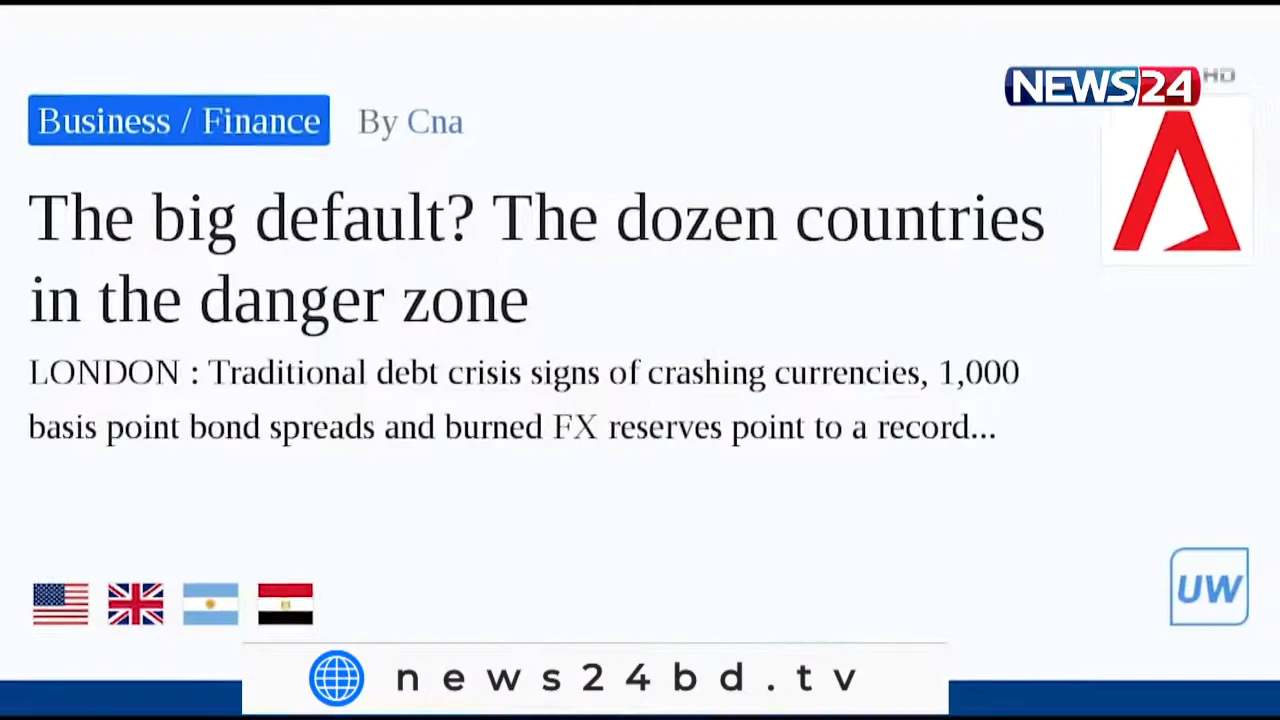 NEWS24 HD
Business / Finance By Cna
The big default? The dozen countries
in the danger zone
LONDON : Traditional debt crisis signs of crashing currencies, 1,000
basis point bond spreads and burned FX reserves point to a record...
UW
news24bd.tv